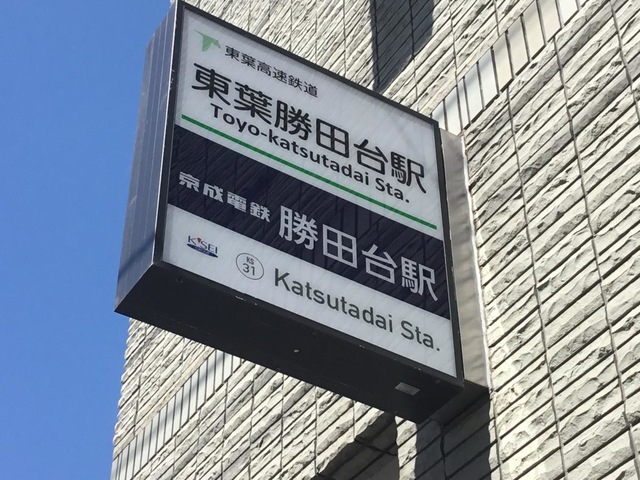 東葉高速鉄道
東葉勝田台駅
Toyo-katsutadai Sta.
京成電鉄 勝田台駅
KEISEI
KS
31
Katsutadai Sta.